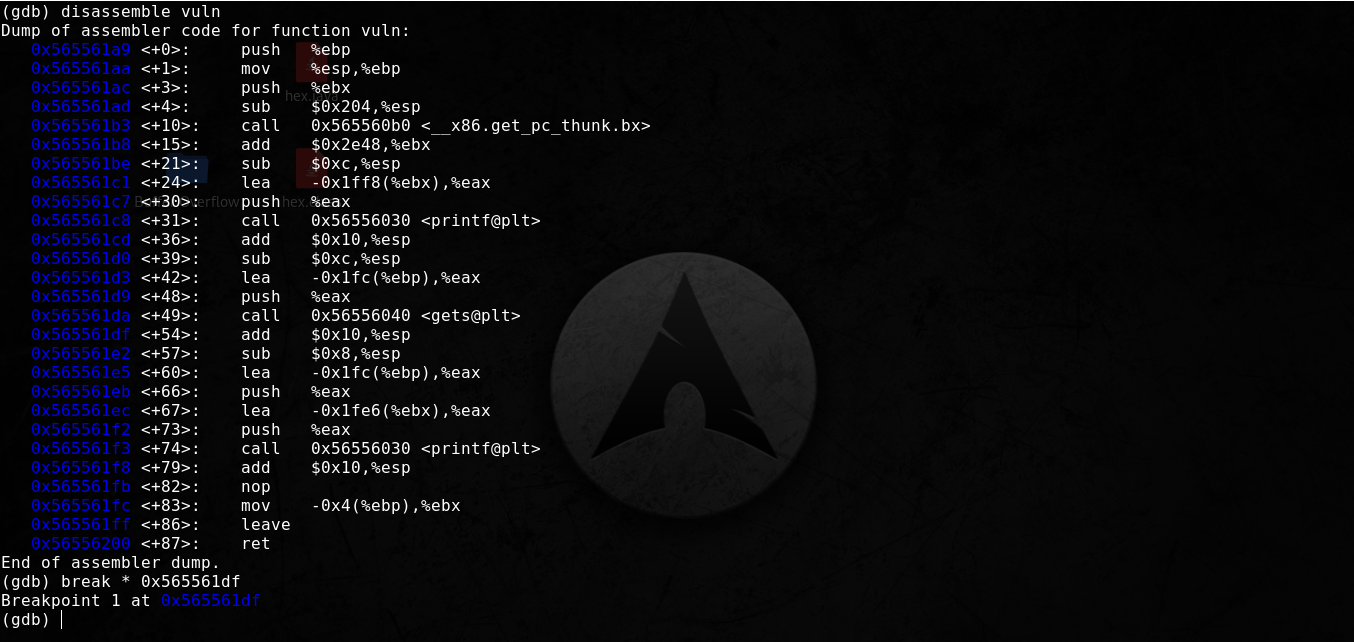 (gdb) disassemble vuln
Dump of assembler code for function vuln:
   0x565561a9 <+0>:    push   %ebp
   0x565561aa <+1>:    mov    %esp,%ebp
   0x565561ac <+3>:    push   %ebx
   0x565561ad <+4>:    sub    $0x204,%esp
   0x565561b3 <+10>:    call   0x565560b0 <__x86.get_pc_thunk.bx>
   0x565561b8 <+15>:    add    $0x2e48,%ebx
   0x565561be <+21>:    sub    $0xc,%esp
   0x565561c1 <+24>:    lea    -0x1ff8(%ebx),%eax
   0x565561c7 <+30>:    push   %eax
   0x565561c8 <+31>:    call   0x56556030 <printf@plt>
   0x565561cd <+36>:    add    $0x10,%esp
   0x565561d0 <+39>:    sub    $0xc,%esp
   0x565561d3 <+42>:    lea    -0x1fc(%ebp),%eax
   0x565561d9 <+48>:    push   %eax
   0x565561da <+49>:    call   0x56556040 <gets@plt>
   0x565561df <+54>:    add    $0x10,%esp
   0x565561e2 <+57>:    sub    $0x8,%esp
   0x565561e5 <+60>:    lea    -0x1fc(%ebp),%eax
   0x565561eb <+66>:    push   %eax
   0x565561ec <+67>:    lea    -0x1fe6(%ebx),%eax
   0x565561f2 <+73>:    push   %eax
   0x565561f3 <+74>:    call   0x56556030 <printf@plt>
   0x565561f8 <+79>:    add    $0x10,%esp
   0x565561fb <+82>:    nop
   0x565561fc <+83>:    mov    -0x4(%ebp),%ebx
   0x565561ff <+86>:    leave
   0x56556200 <+87>:    ret
End of assembler dump.
(gdb) break * 0x565561df
Breakpoint 1 at 0x565561df
(gdb)